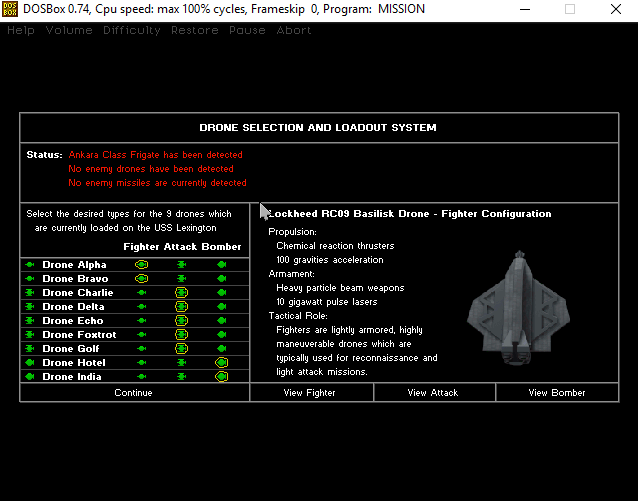 DOS BOX DOSBox 0.74, Cpu speed: max 100% cycles, Frameskip 0, Program: MISSION
Help Volume Difficulty Restore Pause Abort
DRONE SELECTION AND LOADOUT SYSTEM
Status: Ankara Class Frigate has been detected
No enemy drones have been detected
No enemy missiles are currently detected
Select the desired types for the 9 drones which
are currently loaded on the USS Lexington
Fighter Attack Bomber
Drone Alpha
Drone Bravo
Drone Charlie
Drone Delta
Drone Echo
Drone Foxtrot
Drone Golf
Drone Hotel
Drone India
Continue
Lockheed RC09 Basilisk Drone - Fighter Configuration
Propulsion:
Chemical reaction thrusters
100 gravities acceleration
Armament:
Heavy particle beam weapons
10 gigawatt pulse lasers
Tactical Role:
Fighters are lightly armored, highly
maneuverable drones which are
typically used for reconnaissance and
light attack missions.
View Fighter
View Attack
View Bomber